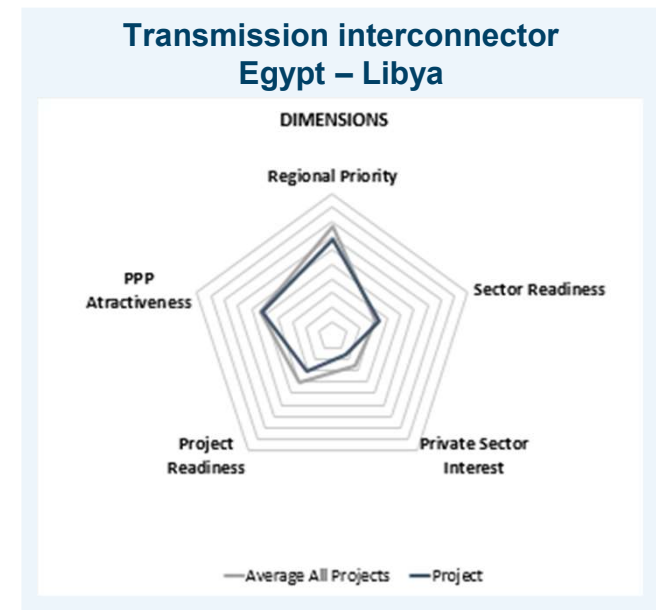 Transmission interconnector
Egypt – Libya
DIMENSIONS
Regional Priority
PPP
Atractiveness
Sector Readiness
Project
Readiness
Private Sector
Interest
Average All Projects
Project